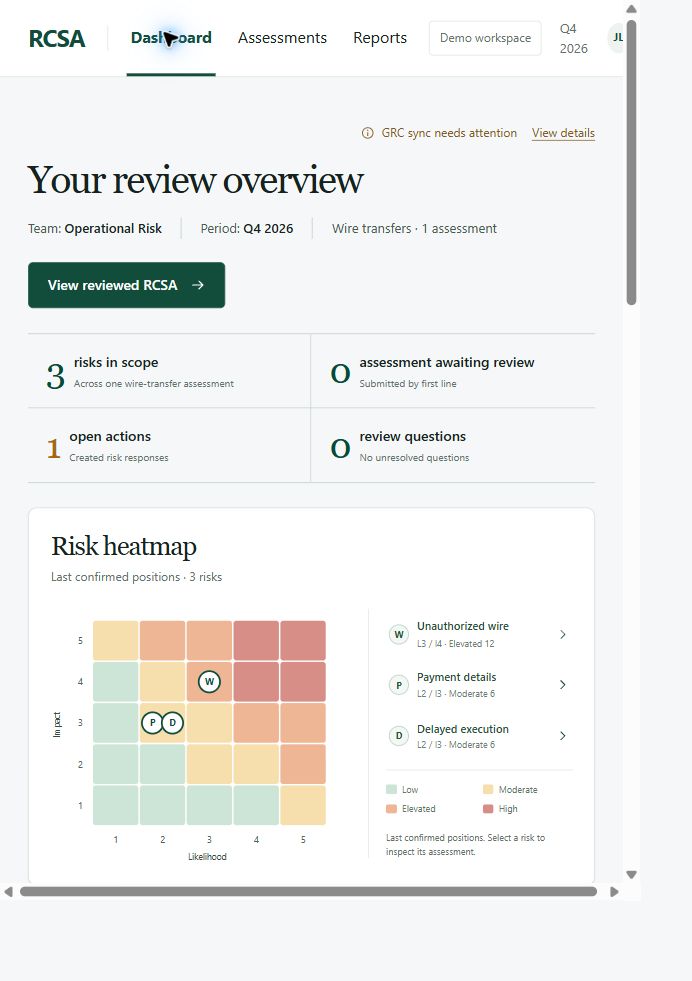 RCSA
Dashboard
Assessments
Reports
Demo workspace
Q4
2026
JL
GRC sync needs attention View details
Your review overview
Team: Operational Risk Period: Q4 2026 Wire transfers · 1 assessment
View reviewed RCSA →
3 risks in scope
Across one wire-transfer assessment
0 assessment awaiting review
Submitted by first line
1 open actions
Created risk responses
0 review questions
No unresolved questions
Risk heatmap
Last confirmed positions · 3 risks
5
4
3
2
1
Impact
W
P D
1 2 3 4 5
Likelihood
W Unauthorized wire
L3 / I4 · Elevated 12
P Payment details
L2 / I3 · Moderate 6
D Delayed execution
L2 / I3 · Moderate 6
Low Moderate
Elevated High
Last confirmed positions. Select a risk to
inspect its assessment.